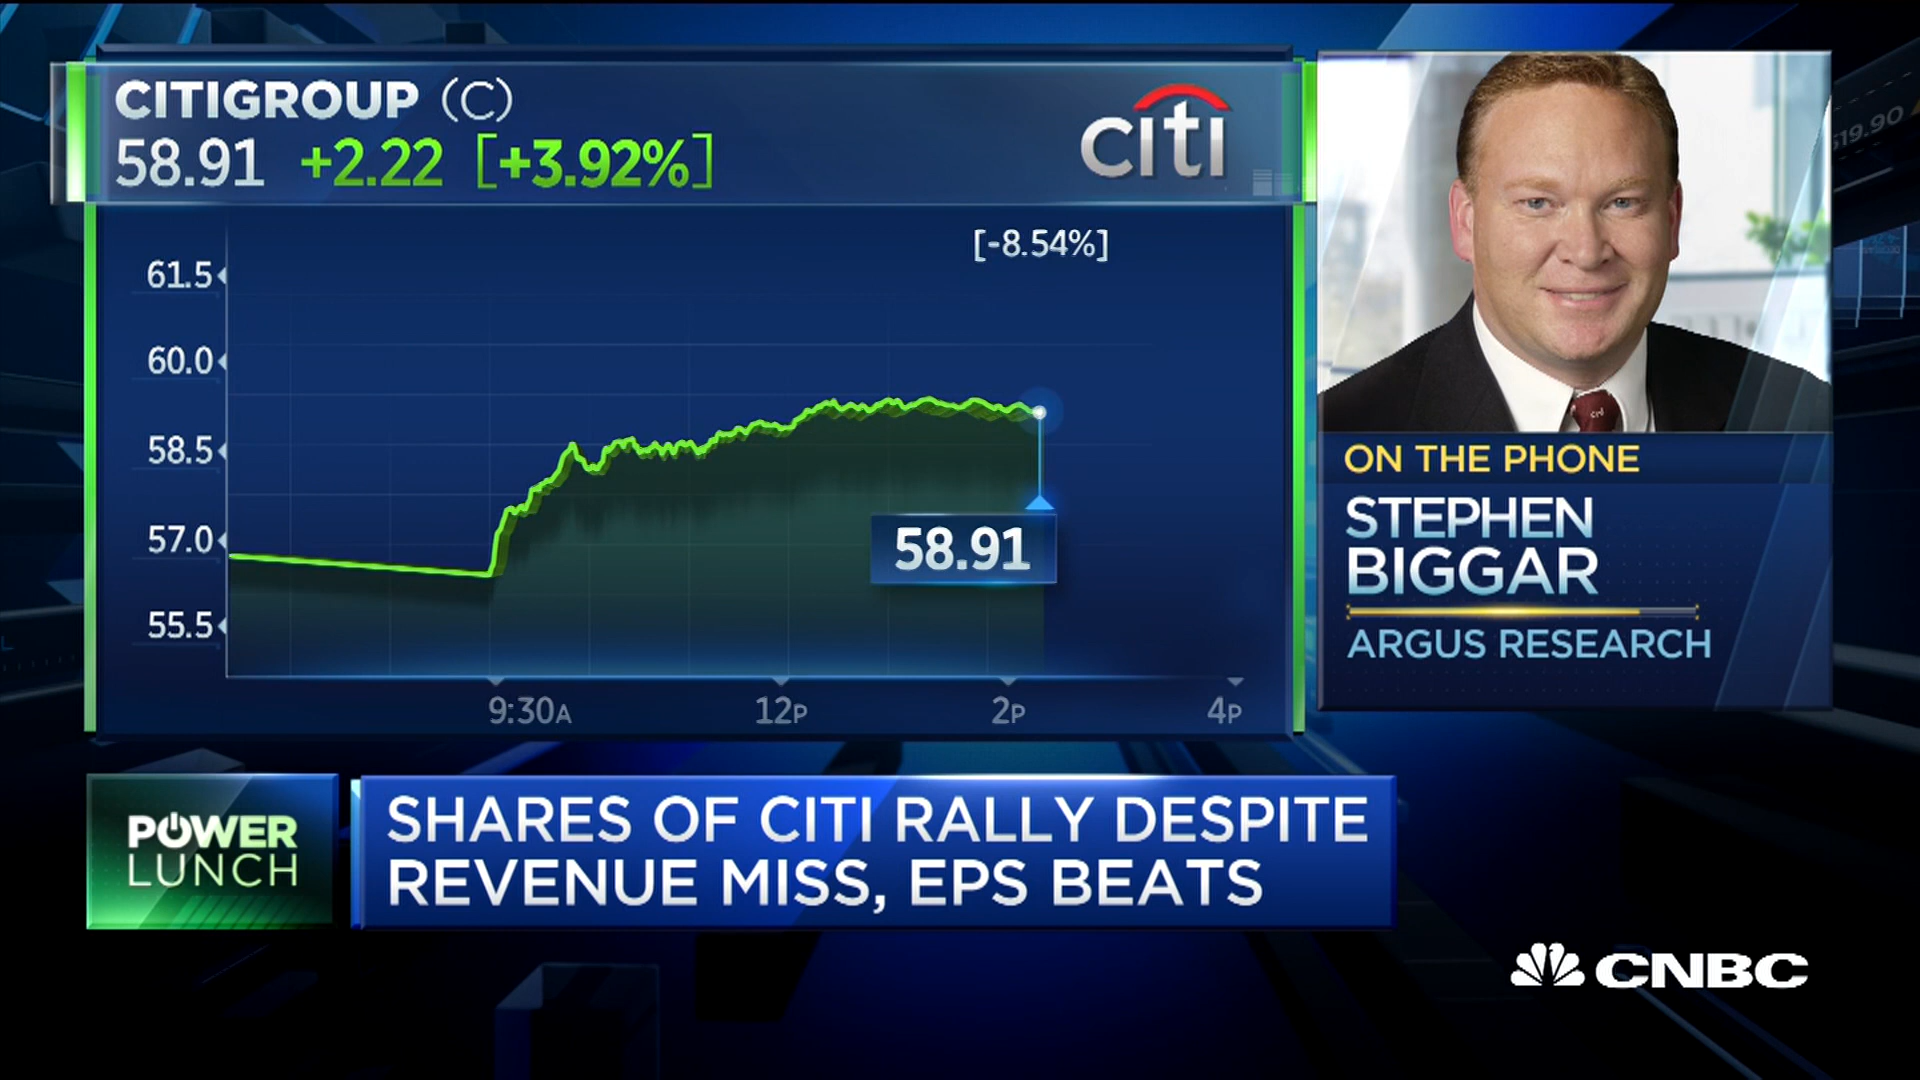 CITIGROUP (C)
58.91 +2.22 [+3.92%]
citi
[-8.54%]
61.5
60.0
58.5
57.0
55.5
58.91
9:30A 12P 2P 4P
ON THE PHONE
STEPHEN
BIGGAR
ARGUS RESEARCH
POWER
LUNCH
SHARES OF CITI RALLY DESPITE
REVENUE MISS, EPS BEATS
CNBC